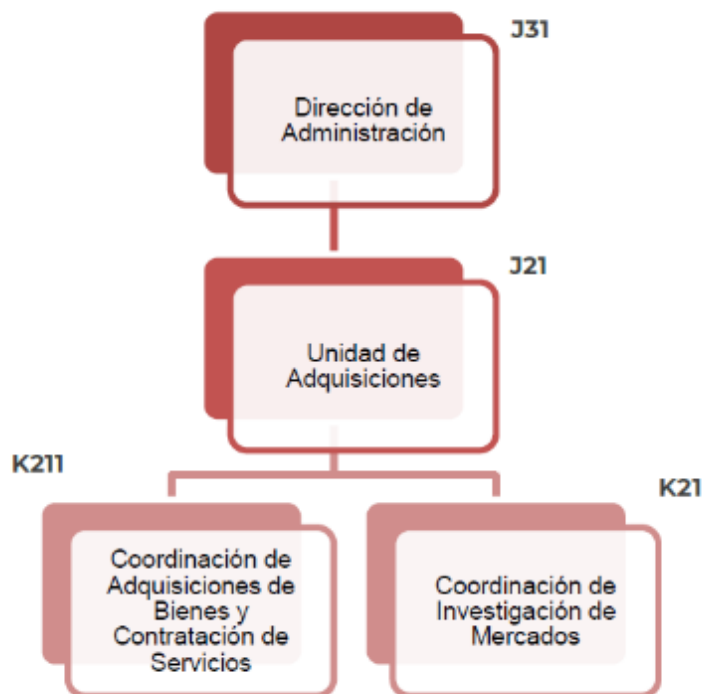 J31
Dirección de
Administración
J21
Unidad de
Adquisiciones
K211
K21
Coordinación de
Adquisiciones de
Bienes y
Contratación de
Servicios
Coordinación de
Investigación de
Mercados